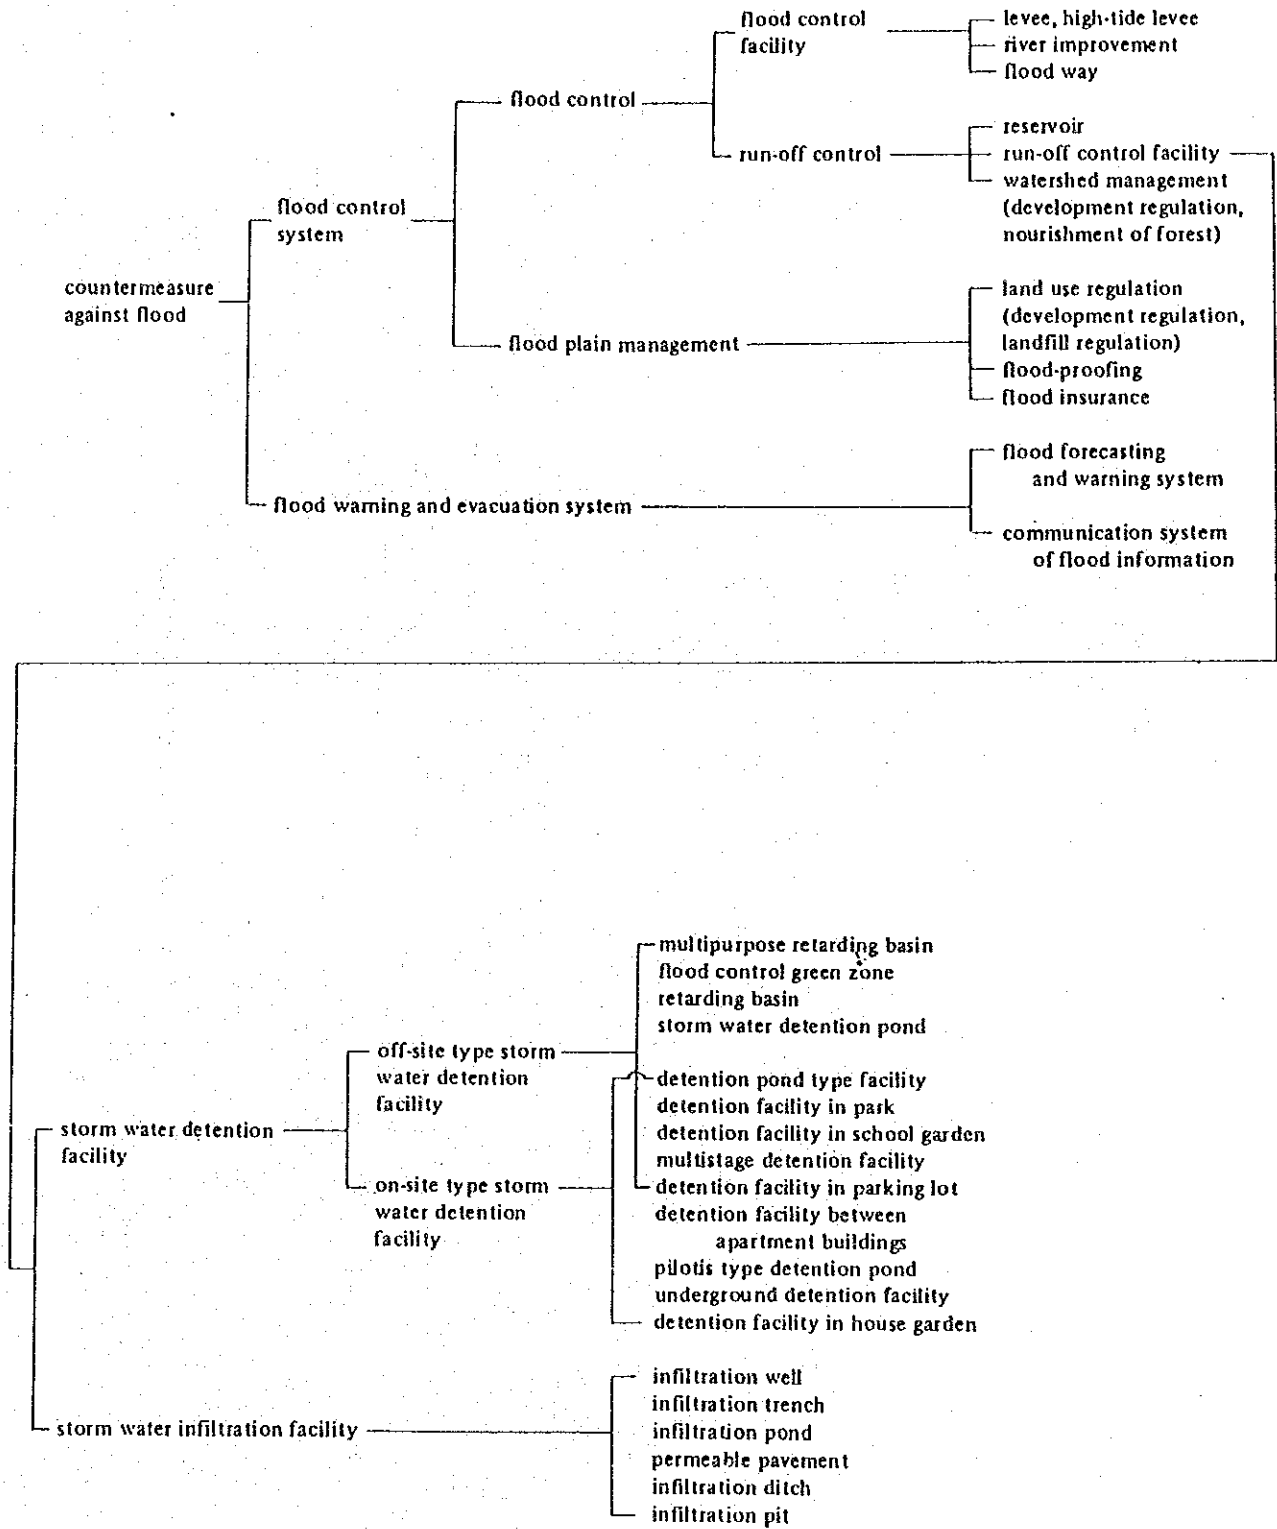 flood control
facility
levee, high-tide levee
river improvement
flood way
flood control
reservoir
run-off control
run-off control facility
watershed management
(development regulation,
nourishment of forest)
flood control
system
countermeasure
against flood
land use regulation
(development regulation,
landfill regulation)
flood plain management
flood-proofing
flood insurance
flood forecasting
and warning system
flood warning and evacuation system
communication system
of flood information
multipurpose retarding basin
flood control green zone
retarding basin
storm water detention pond
off-site type storm
water detention
facility
detention pond type facility
detention facility in park
detention facility in school garden
multistage detention facility
storm water detention
facility
on-site type storm
water detention
facility
detention facility in parking lot
detention facility between
apartment buildings
pilotis type detention pond
underground detention facility
detention facility in house garden
infiltration well
infiltration trench
storm water infiltration facility
infiltration pond
permeable pavement
infiltration ditch
infiltration pit